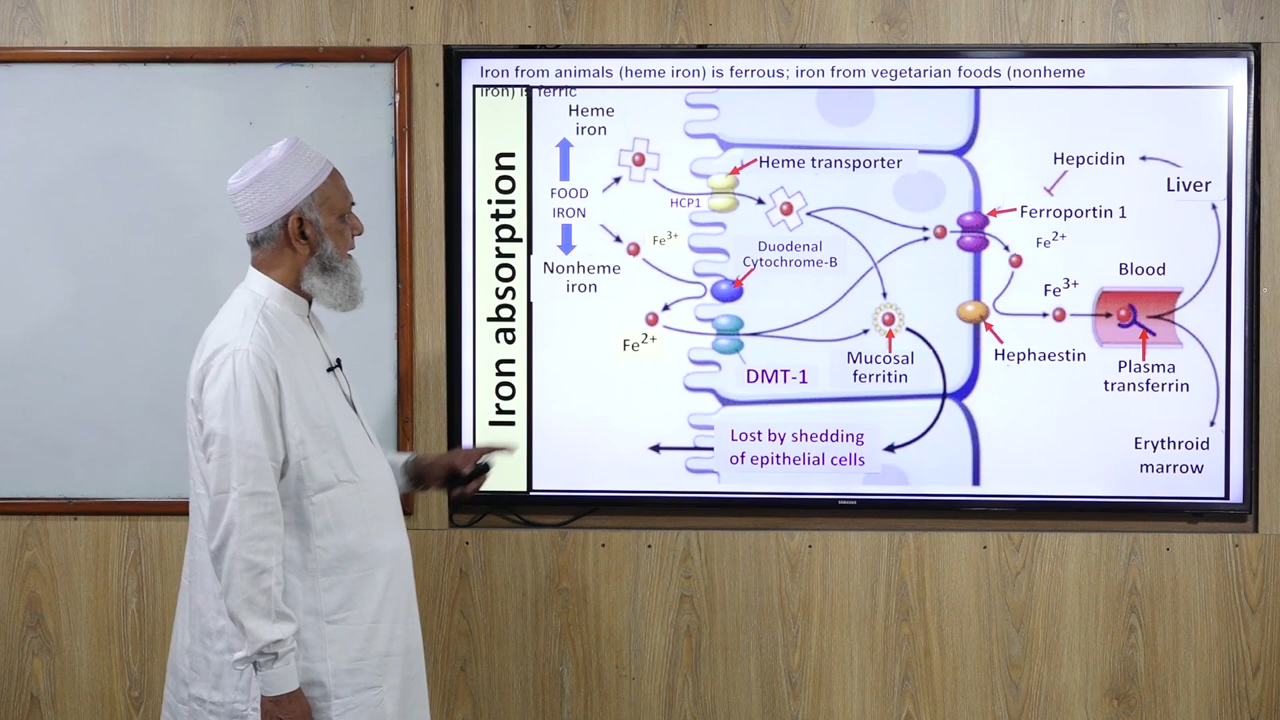 Iron from animals (heme iron) is ferrous; iron from vegetarian foods (nonheme
iron) is ferric
Iron absorption
Heme
iron
FOOD
IRON
Nonheme
iron
Fe3+
Fe2+
Heme transporter
HCP1
Duodenal
Cytochrome-B
DMT-1
Mucosal
ferritin
Lost by shedding
of epithelial cells
Hepcidin
Liver
Ferroportin 1
Fe2+
Fe3+
Blood
Hephaestin
Plasma
transferrin
Erythroid
marrow
SAMSUNG